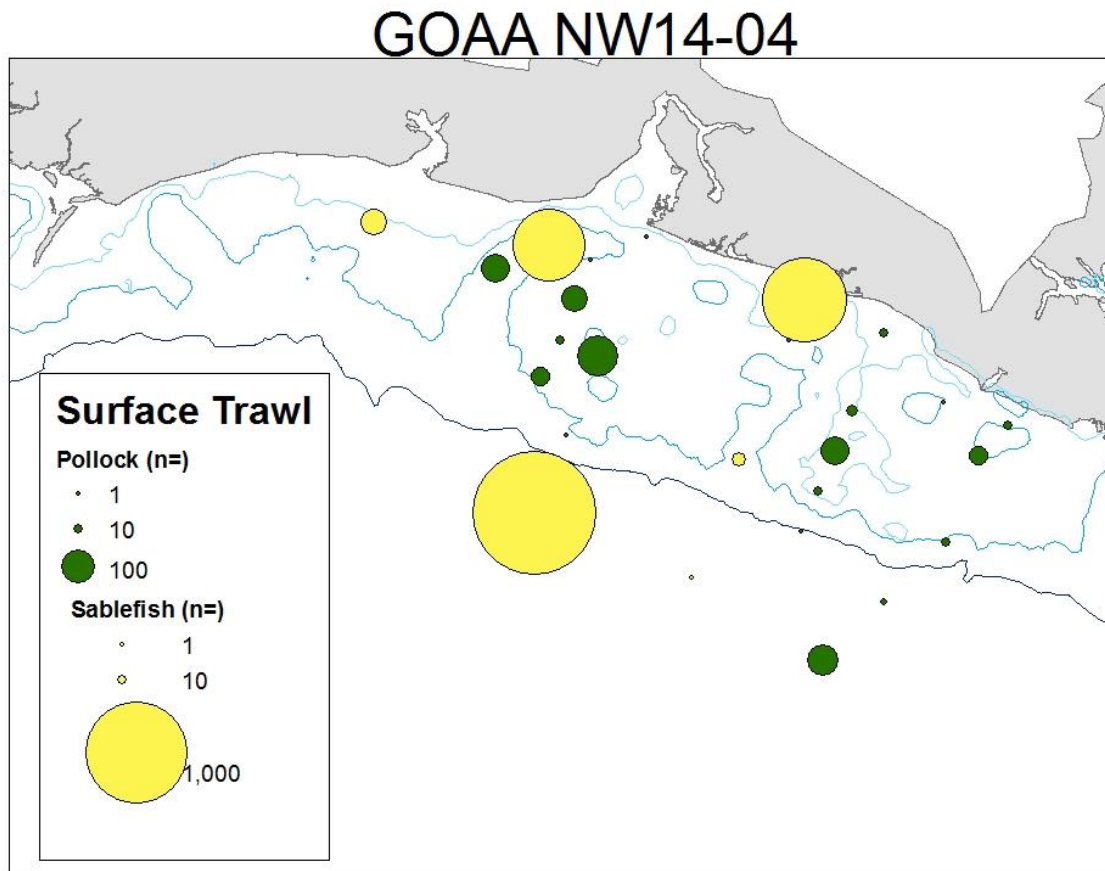 GOAA NW14-04
Surface Trawl
Pollock (n=)
1
10
100
Sablefish (n=)
1
10
1,000